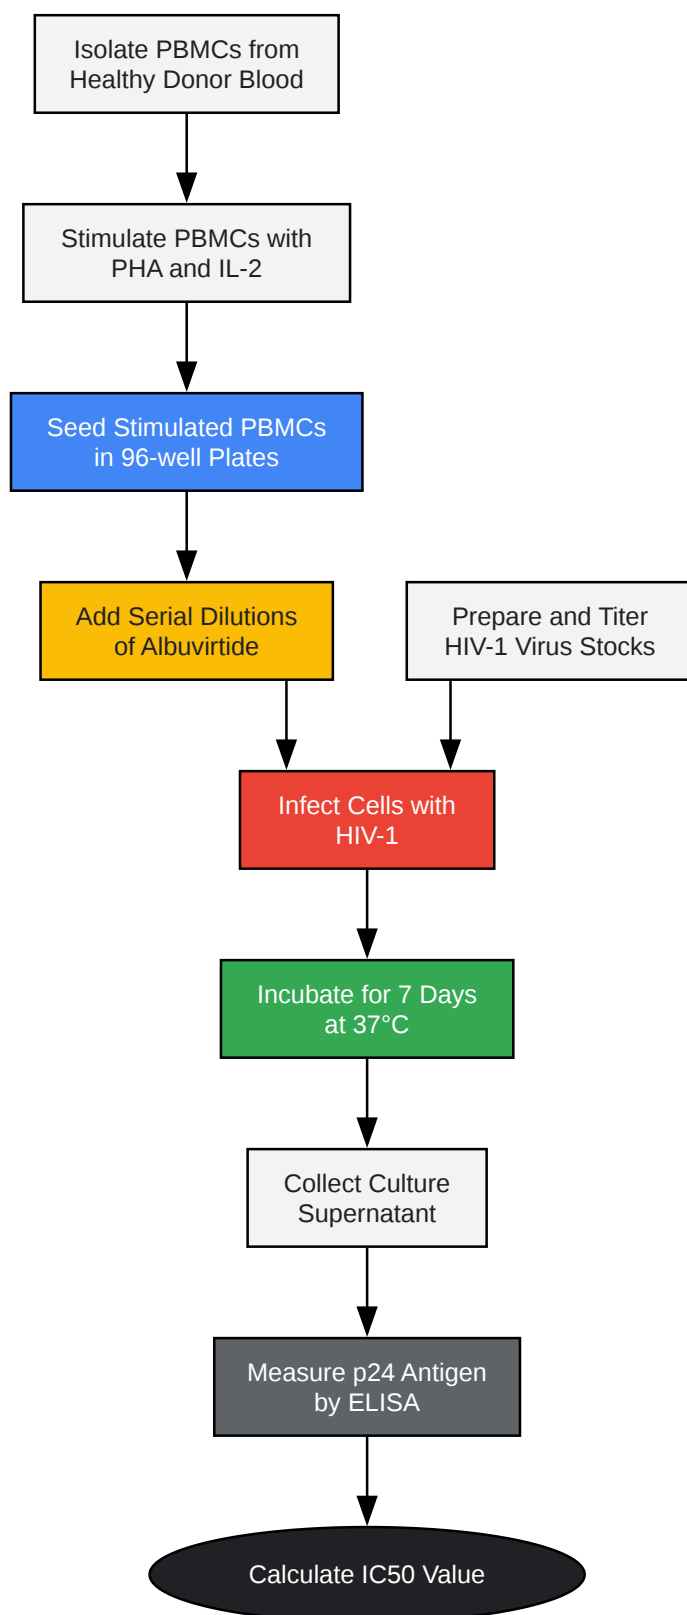 Isolate PBMCs from
Healthy Donor Blood
Stimulate PBMCs with
PHA and IL-2
Seed Stimulated PBMCs
in 96-well Plates
Add Serial Dilutions
of Albuvirtide
Prepare and Titer
HIV-1 Virus Stocks
Infect Cells with
HIV-1
Incubate for 7 Days
at 37°C
Collect Culture
Supernatant
Measure p24 Antigen
by ELISA
Calculate IC50 Value